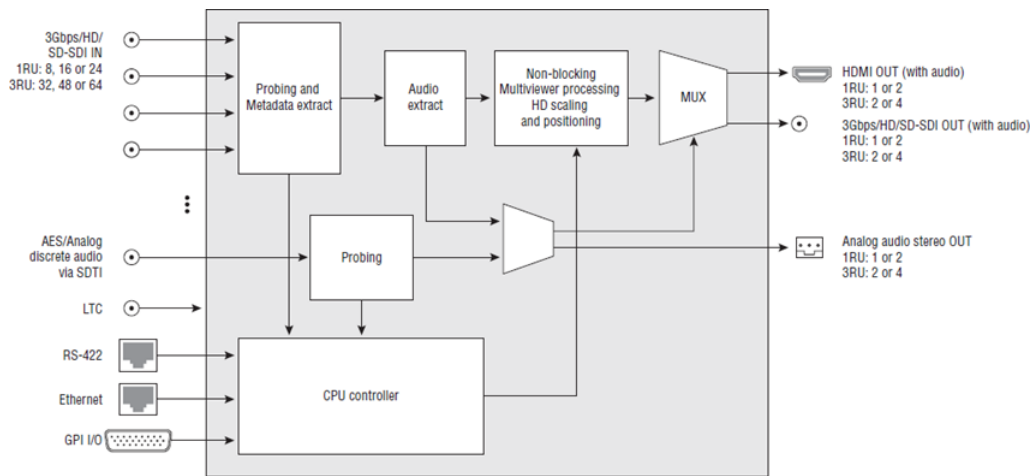 3Gbps/HD/
SD-SDI IN
1RU: 8, 16 or 24
3RU: 32, 48 or 64
Probing and
Metadata extract
Audio
extract
Non-blocking
Multiviewer processing
HD scaling
and positioning
MUX
HDMI OUT (with audio)
1RU: 1 or 2
3RU: 2 or 4
3Gbps/HD/SD-SDI OUT (with audio)
1RU: 1 or 2
3RU: 2 or 4
AES/Analog
discrete audio
via SDTI
Probing
Analog audio stereo OUT
1RU: 1 or 2
3RU: 2 or 4
LTC
RS-422
Ethernet
GPI I/O
CPU controller